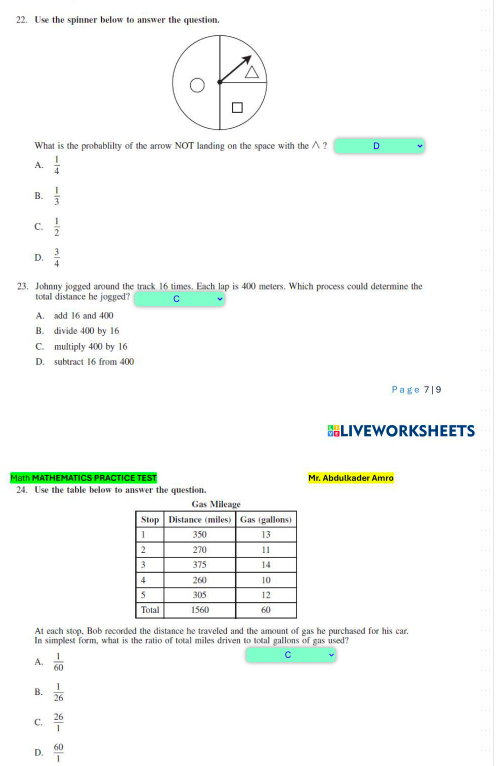 22. Use the spinner below to answer the question.
What is the probablilty of the arrow NOT landing on the space with the △ ? D
A. 1/4
B. 1/3
C. 1/2
D. 3/4
23. Johnny jogged around the track 16 times. Each lap is 400 meters. Which process could determine the
total distance he jogged? C
A. add 16 and 400
B. divide 400 by 16
C. multiply 400 by 16
D. subtract 16 from 400
Page 7|9
LIVEWORKSHEETS
Math MATHEMATICS PRACTICE TEST Mr. Abdulkader Amro
24. Use the table below to answer the question.
Gas Mileage
Stop Distance (miles) Gas (gallons)
1 350 13
2 270 11
3 375 14
4 260 10
5 305 12
Total 1560 60
At each stop, Bob recorded the distance he traveled and the amount of gas he purchased for his car.
In simplest form, what is the ratio of total miles driven to total gallons of gas used?
C
A. 1/60
B. 1/26
C. 26/1
D. 60/1